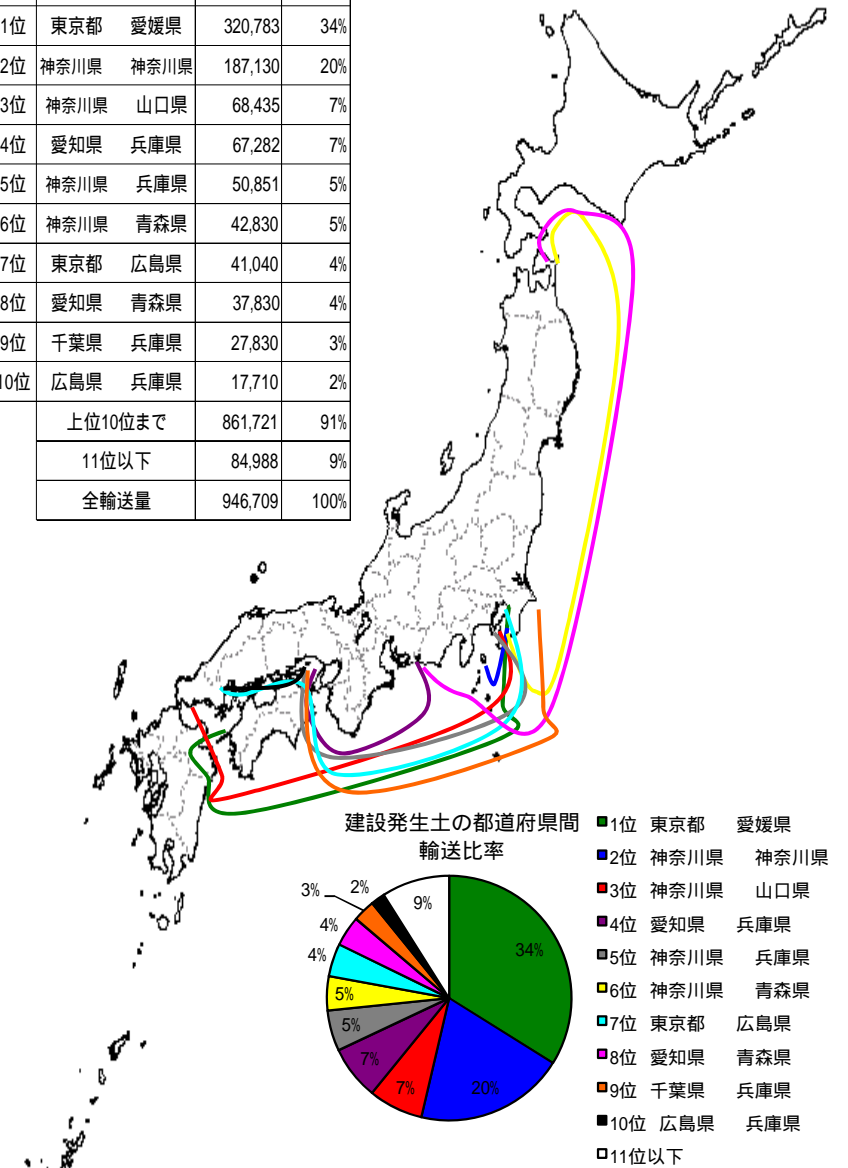 1位 東京都 愛媛県 320,783 34%
2位 神奈川県 神奈川県 187,130 20%
3位 神奈川県 山口県 68,435 7%
4位 愛知県 兵庫県 67,282 7%
5位 神奈川県 兵庫県 50,851 5%
6位 神奈川県 青森県 42,830 5%
7位 東京都 広島県 41,040 4%
8位 愛知県 青森県 37,830 4%
9位 千葉県 兵庫県 27,830 3%
10位 広島県 兵庫県 17,710 2%
上位10位まで 861,721 91%
11位以下 84,988 9%
全輸送量 946,709 100%
建設発生土の都道府県間
輸送比率
34%
20%
7%
7%
5%
5%
4%
4%
3%
2%
9%
1位 東京都 愛媛県
2位 神奈川県 神奈川県
3位 神奈川県 山口県
4位 愛知県 兵庫県
5位 神奈川県 兵庫県
6位 神奈川県 青森県
7位 東京都 広島県
8位 愛知県 青森県
9位 千葉県 兵庫県
10位 広島県 兵庫県
11位以下